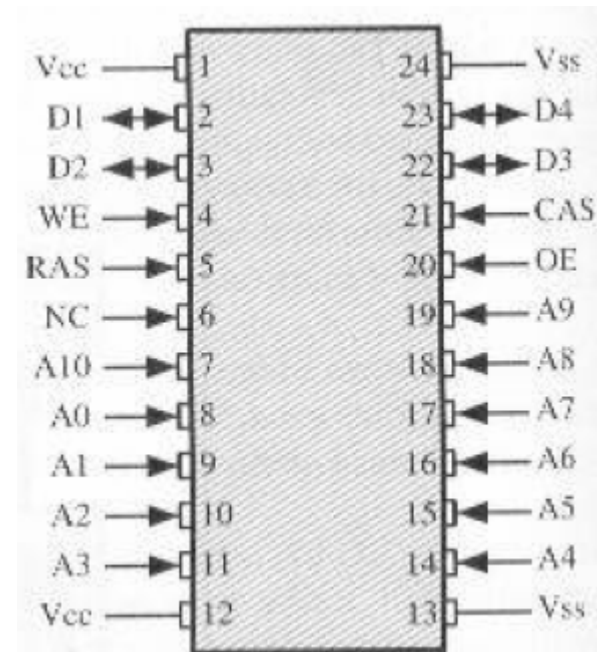 Vcc 1 24 Vss
D1 2 23 D4
D2 3 22 D3
WE 4 21 CAS
RAS 5 20 OE
NC 6 19 A9
A10 7 18 A8
A0 8 17 A7
A1 9 16 A6
A2 10 15 A5
A3 11 14 A4
Vcc 12 13 Vss